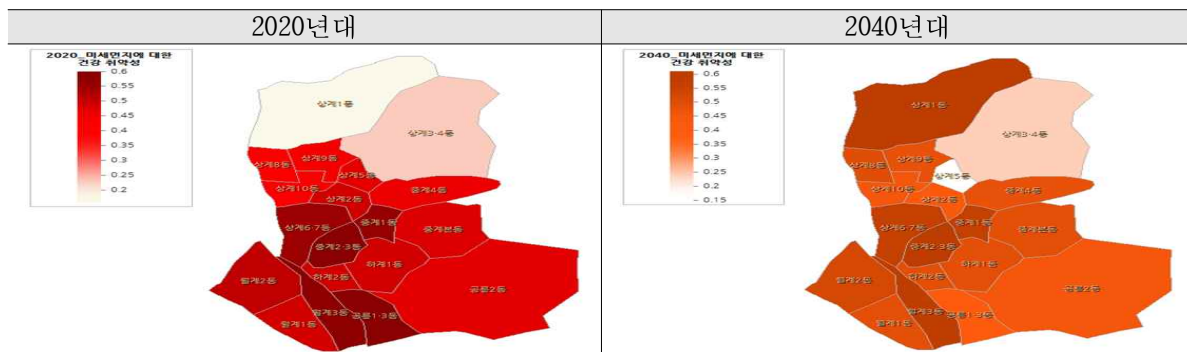 2020년대
2040년대
2020_미세먼지에 대한
건강 취약성
0.6
0.55
0.5
0.45
0.4
0.35
0.3
0.25
0.2
상계1동
상계3·4동
상계8동
상계9동
상계5동
상계10동
상계2동
중계4동
상계6·7동
중계1동
중계본동
중계2·3동
하계1동
월계2동
하계2동
공릉2동
월계3동
공릉1·3동
월계1동
2040_미세먼지에 대한
건강 취약성
0.6
0.55
0.5
0.45
0.4
0.35
0.3
0.25
0.2
0.15
상계1동
상계3·4동
상계8동
상계9동
상계5동
상계10동
상계2동
중계4동
상계6·7동
중계1동
중계본동
중계2·3동
하계1동
월계2동
하계2동
공릉2동
월계3동
공릉1·3동
월계1동